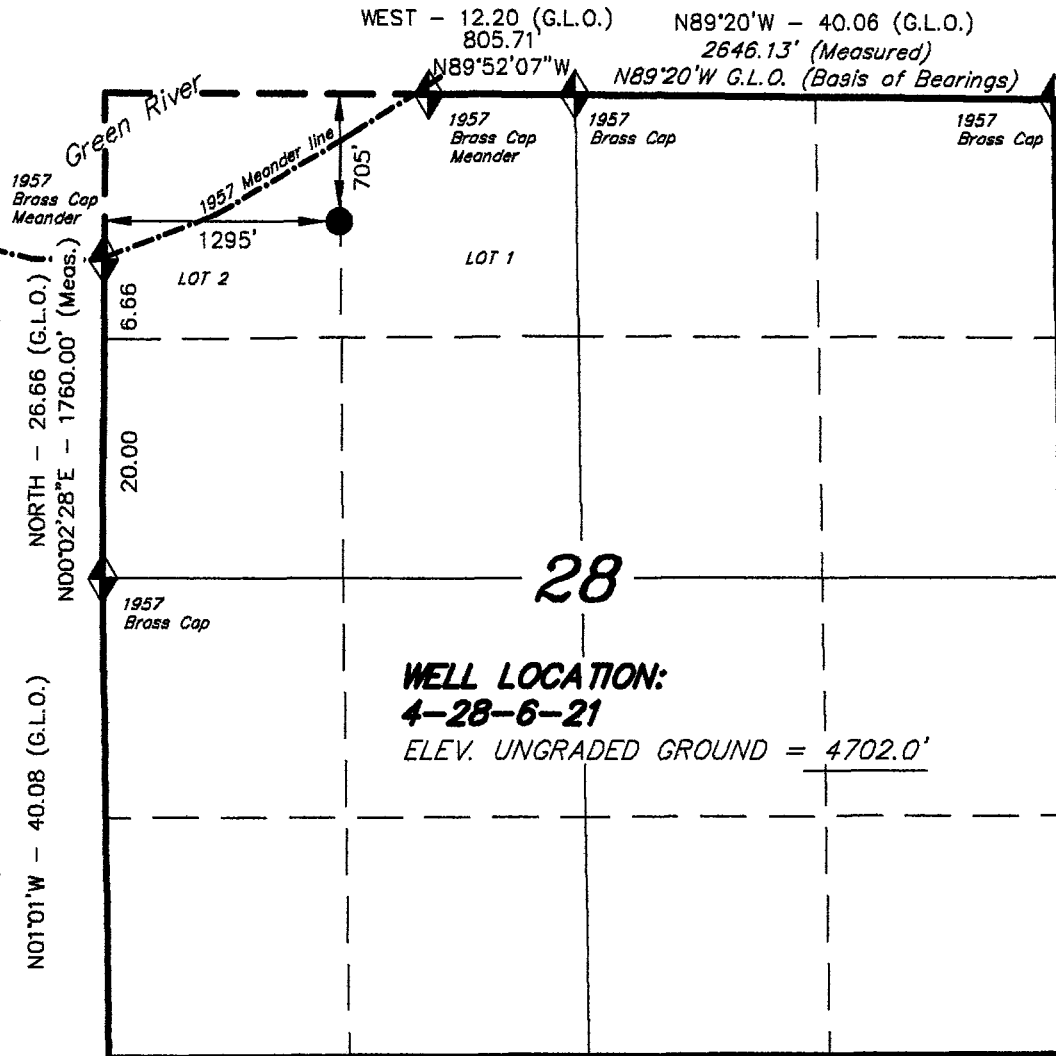 WEST – 12.20 (G.L.O.)
805.71'
N89°52'07"W
N89°20'W – 40.06 (G.L.O.)
2646.13' (Measured)
N89°20'W G.L.O. (Basis of Bearings)
Green River
1957 Meander line
705'
1957
Brass Cap
Meander
1957
Brass Cap
1957
Brass Cap
1957
Brass Cap
Meander
1295'
LOT 2
LOT 1
6.66
20.00
NORTH – 26.66 (G.L.O.)
N00°02'28"E – 1760.00' (Meas.)
28
1957
Brass Cap
WELL LOCATION:
4–28–6–21
ELEV. UNGRADED GROUND = 4702.0'
N01°01'W – 40.08 (G.L.O.)